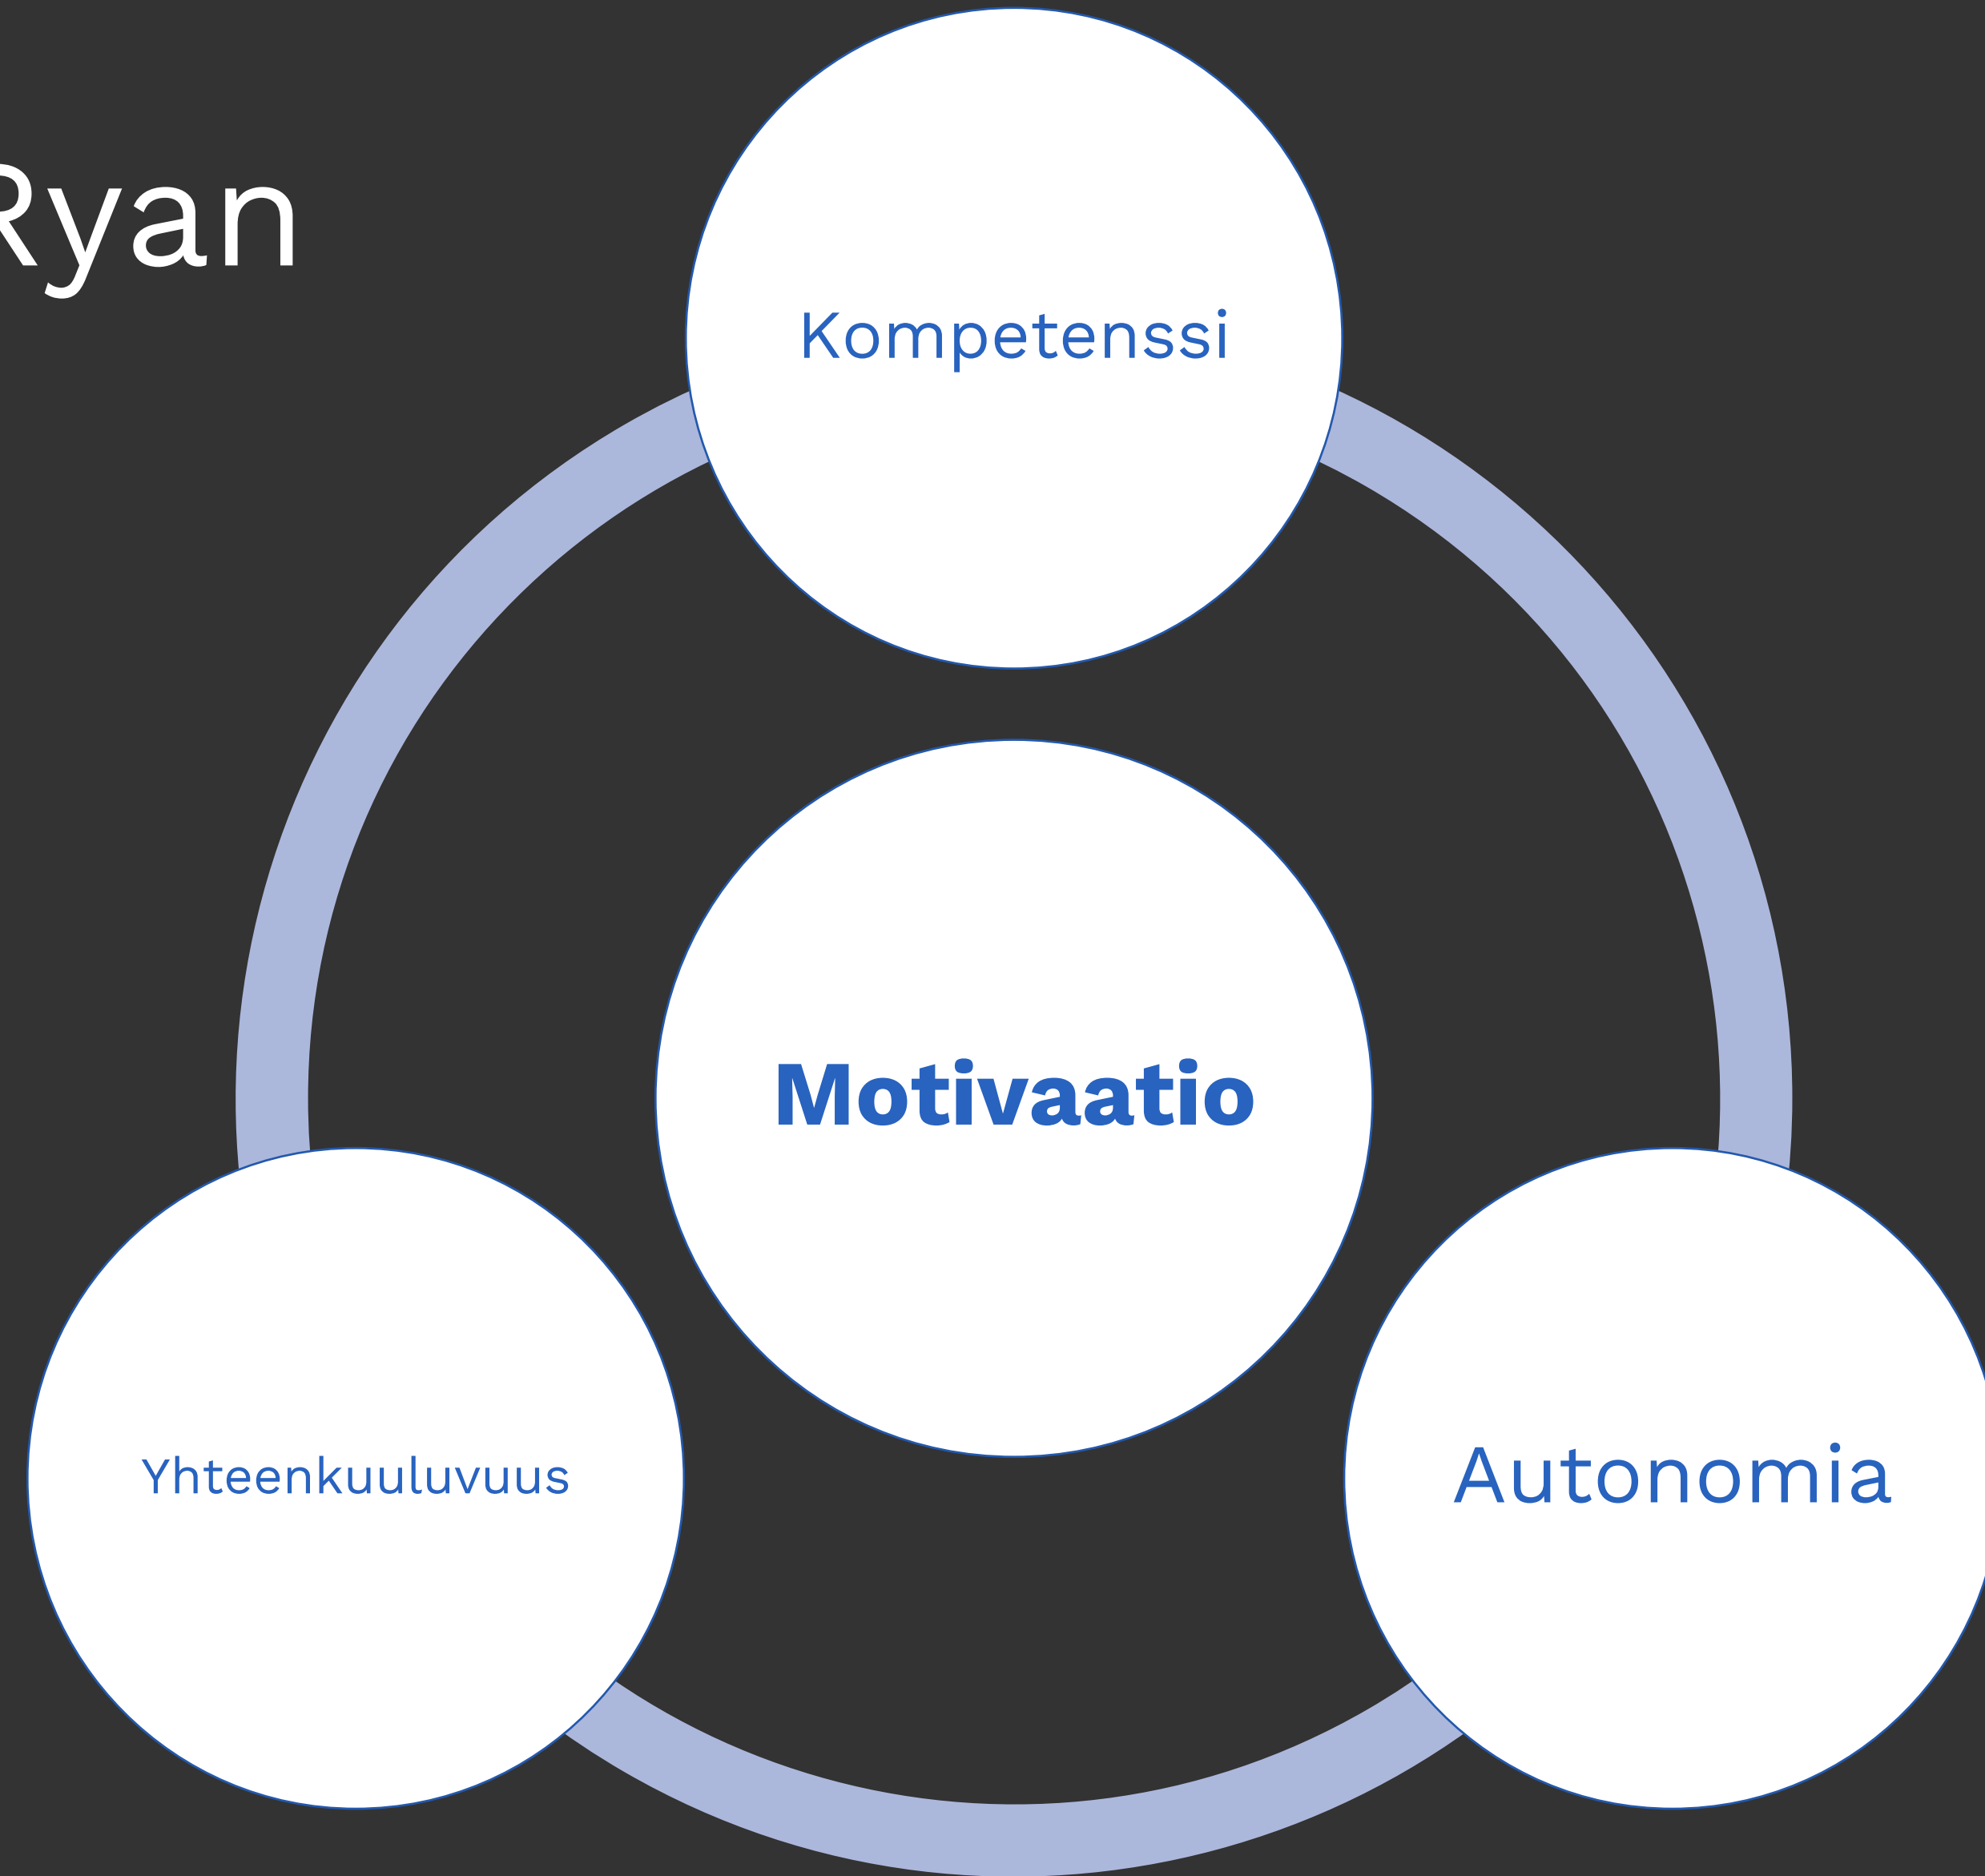 Ryan
Kompetenssi
Motivaatio
Yhteenkuuluvuus
Autonomia